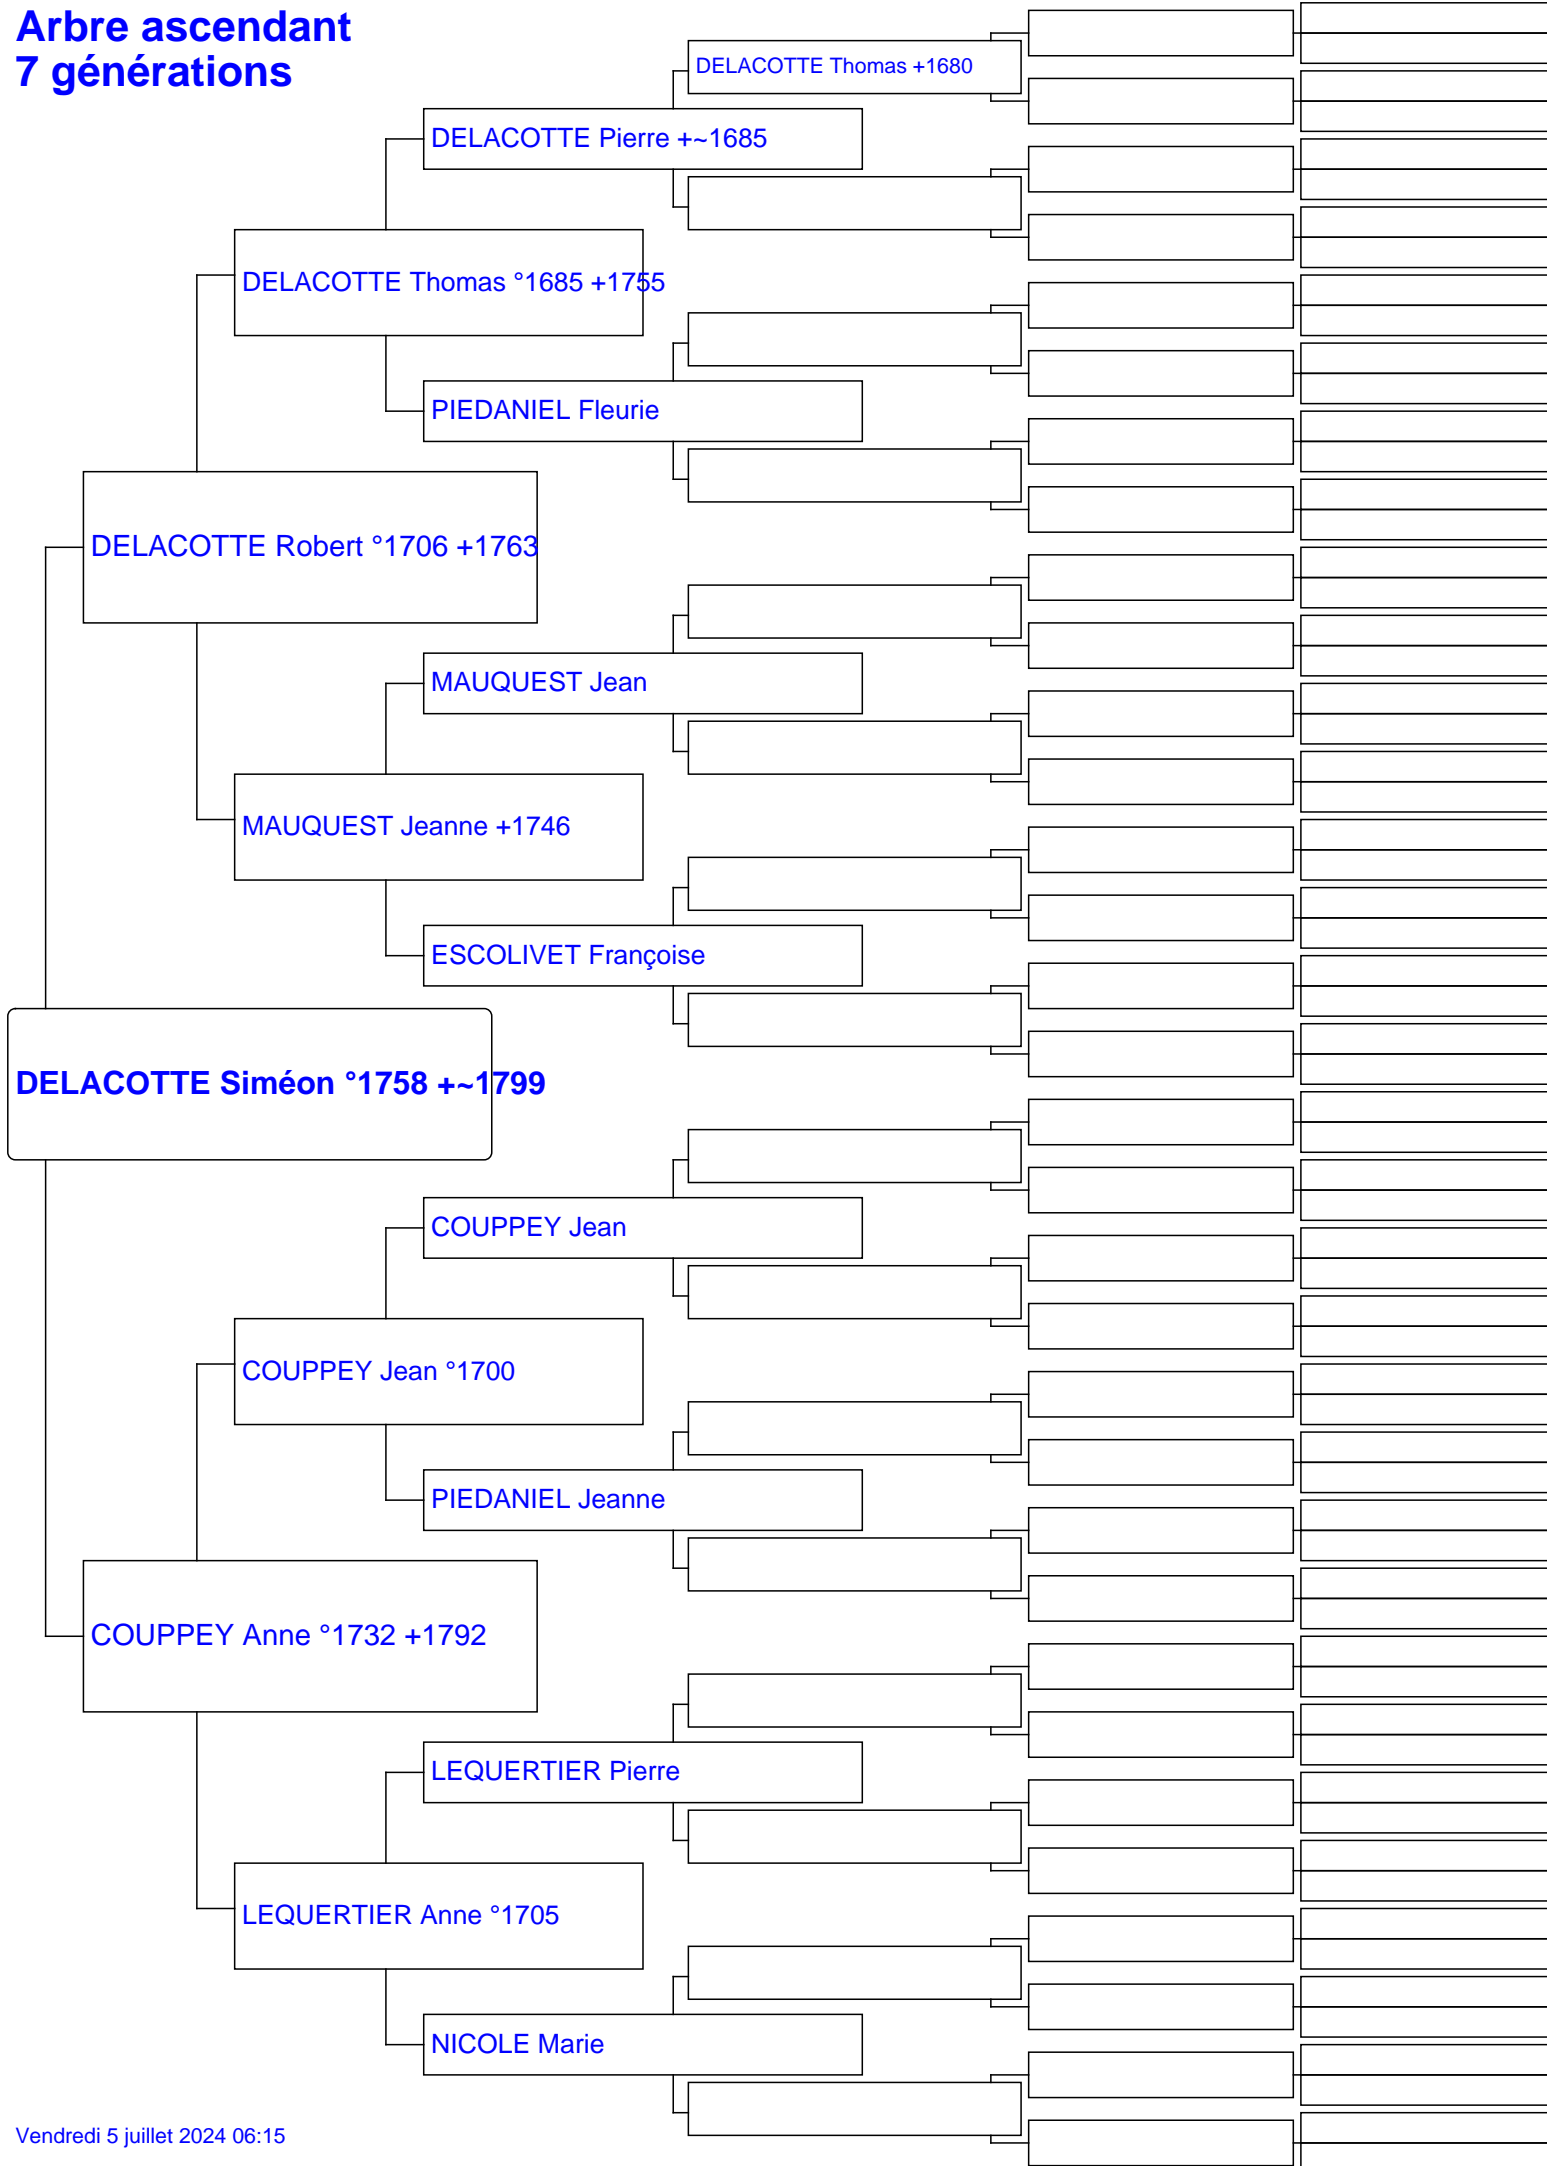 Arbre ascendant
7 générations
DELACOTTE Thomas +1680
DELACOTTE Pierre +~1685
DELACOTTE Thomas °1685 +1755
PIEDANIEL Fleurie
DELACOTTE Robert °1706 +1763
MAUQUEST Jean
MAUQUEST Jeanne +1746
ESCOLIVET Françoise
DELACOTTE Siméon °1758 +~1799
COUPPEY Jean
COUPPEY Jean °1700
PIEDANIEL Jeanne
COUPPEY Anne °1732 +1792
LEQUERTIER Pierre
LEQUERTIER Anne °1705
NICOLE Marie
Vendredi 5 juillet 2024 06:15